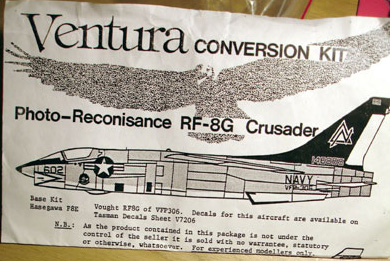 Ventura CONVERSION KIT
Photo-Reconisance RF-8G Crusader
602
NAVY
VFP-306
Base Kit
Hasegawa F8E
Vought RF8G of VFP306. Decals for this aircraft are available on
Tasman Decals Sheet V7206
N.B.: As the product contained in this package is not under the
control of the seller it is sold with no warrantee, statutory
or otherwise, whatsoever. For experienced modellers only.